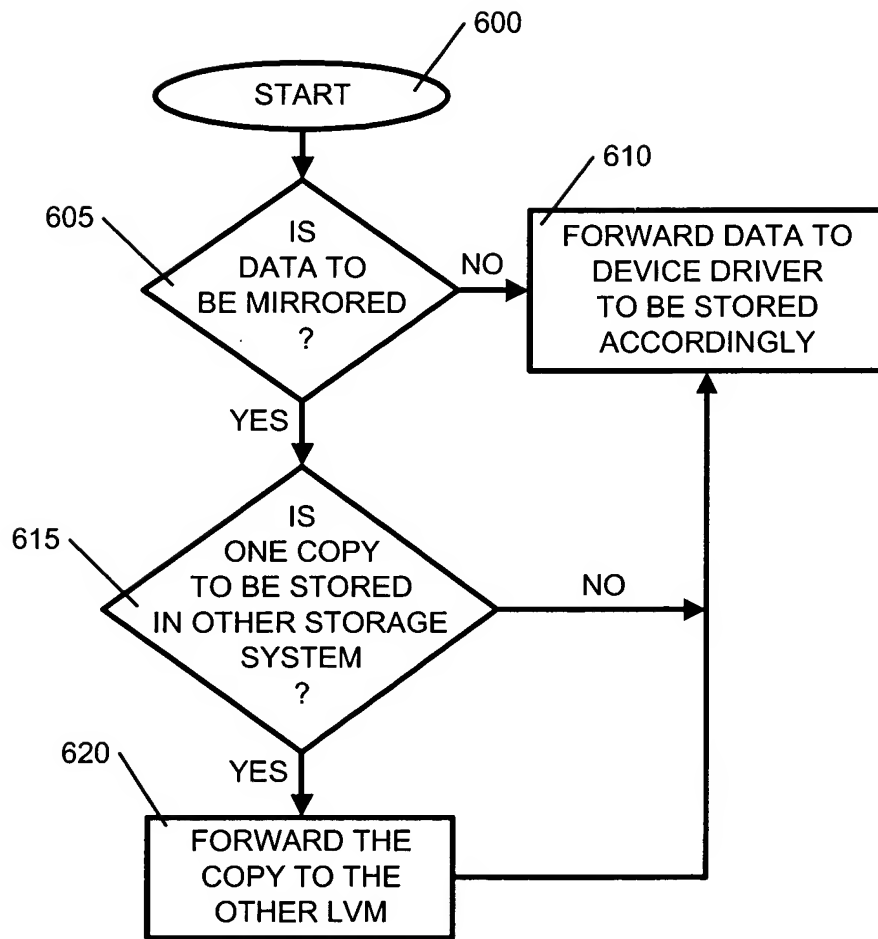 600
START
610
605
IS
DATA TO
BE MIRRORED
?
NO
FORWARD DATA TO
DEVICE DRIVER
TO BE STORED
ACCORDINGLY
YES
615
IS
ONE COPY
TO BE STORED
IN OTHER STORAGE
SYSTEM
?
NO
620
YES
FORWARD THE
COPY TO THE
OTHER LVM